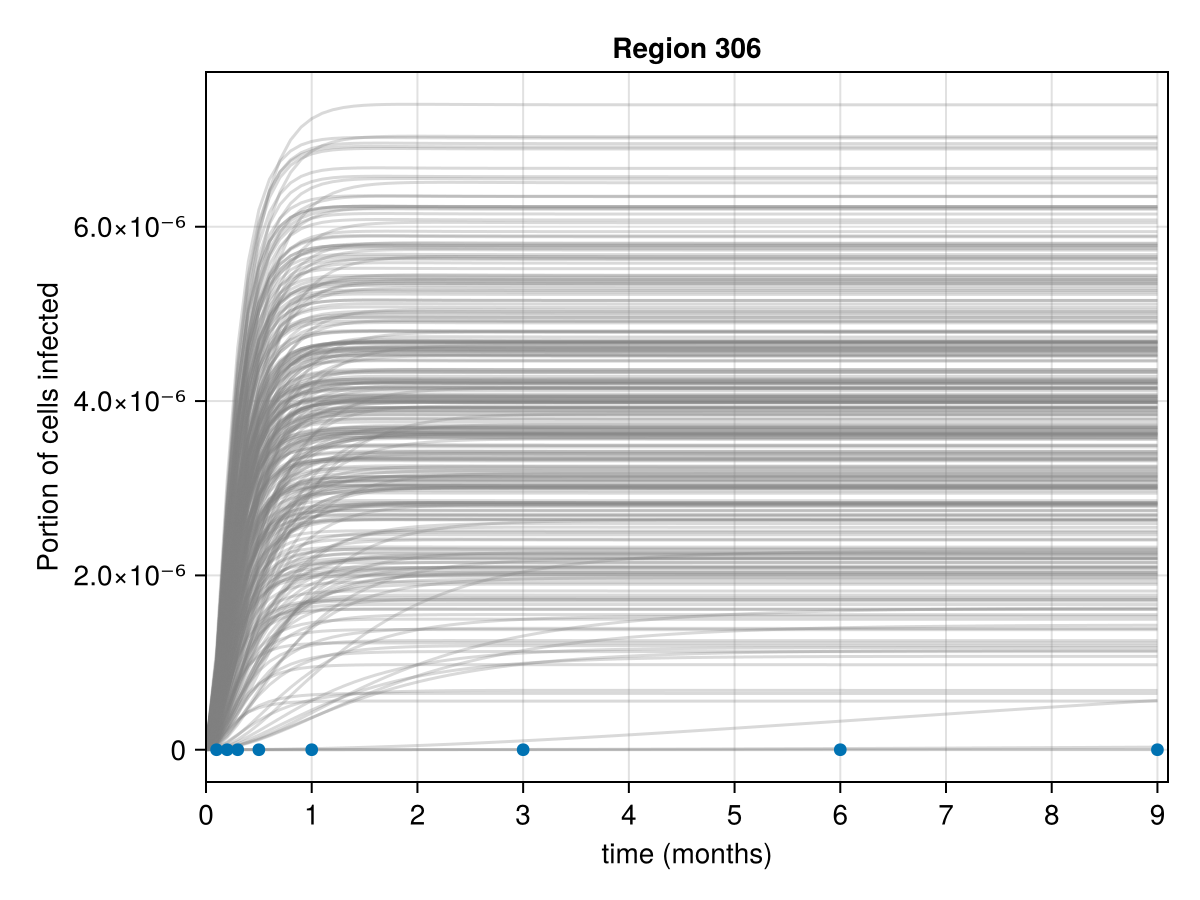 Region 306
Portion of cells infected
6.0×10⁻⁶
4.0×10⁻⁶
2.0×10⁻⁶
0
0 1 2 3 4 5 6 7 8 9
time (months)